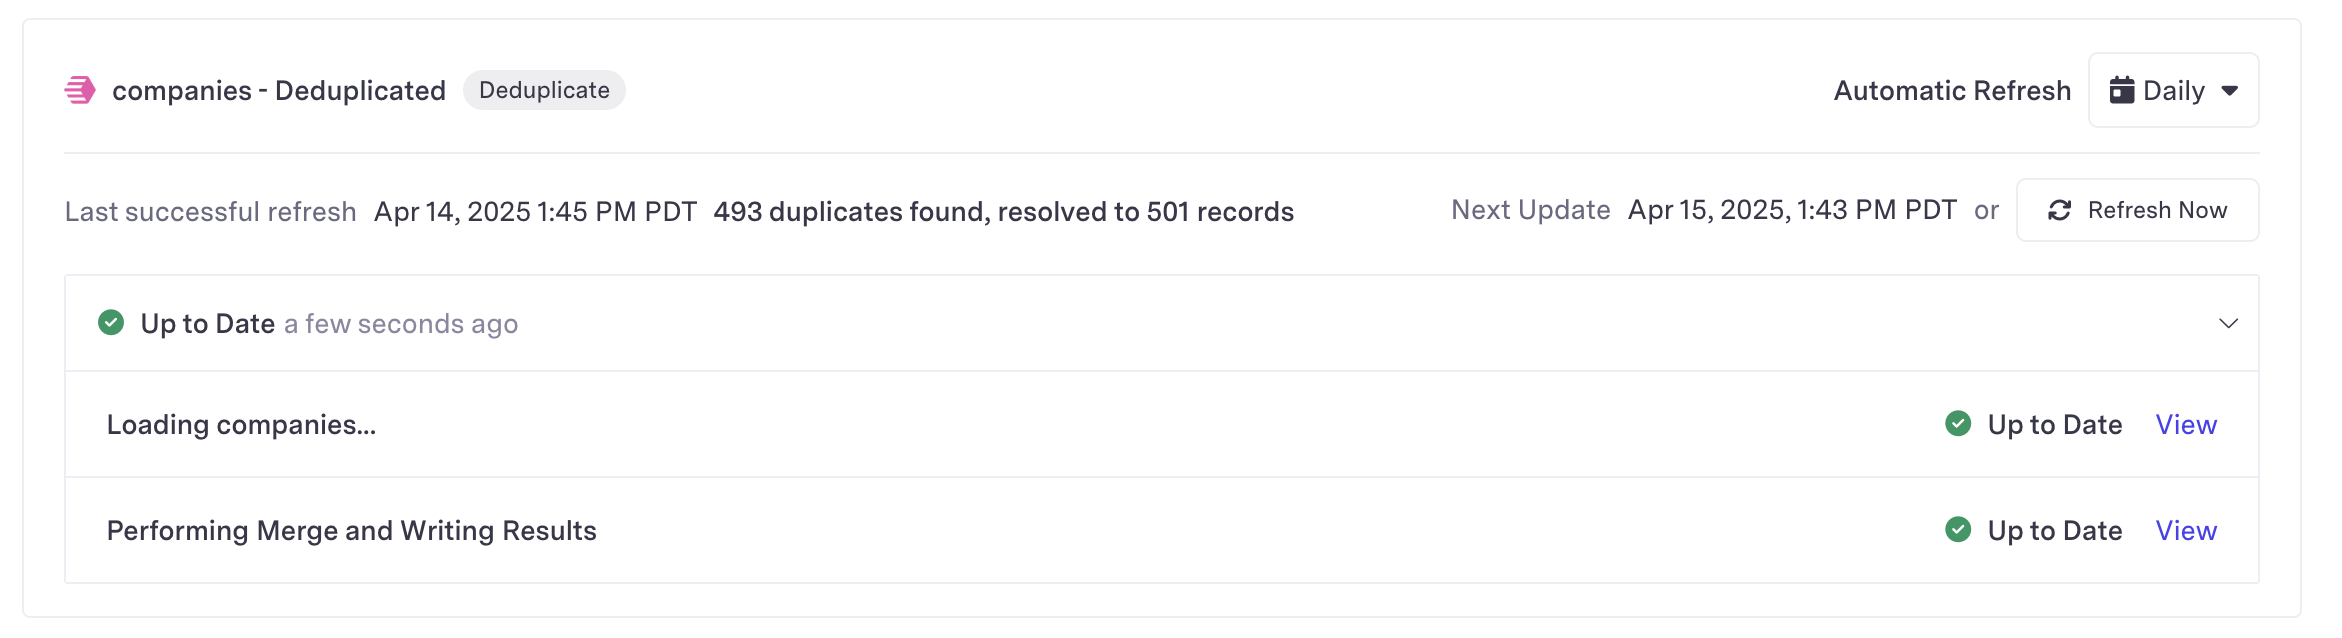 companies - Deduplicated Deduplicate Automatic Refresh Daily
Last successful refresh Apr 14, 2025 1:45 PM PDT 493 duplicates found, resolved to 501 records Next Update Apr 15, 2025, 1:43 PM PDT or Refresh Now
Up to Date a few seconds ago
Loading companies... Up to Date View
Performing Merge and Writing Results Up to Date View